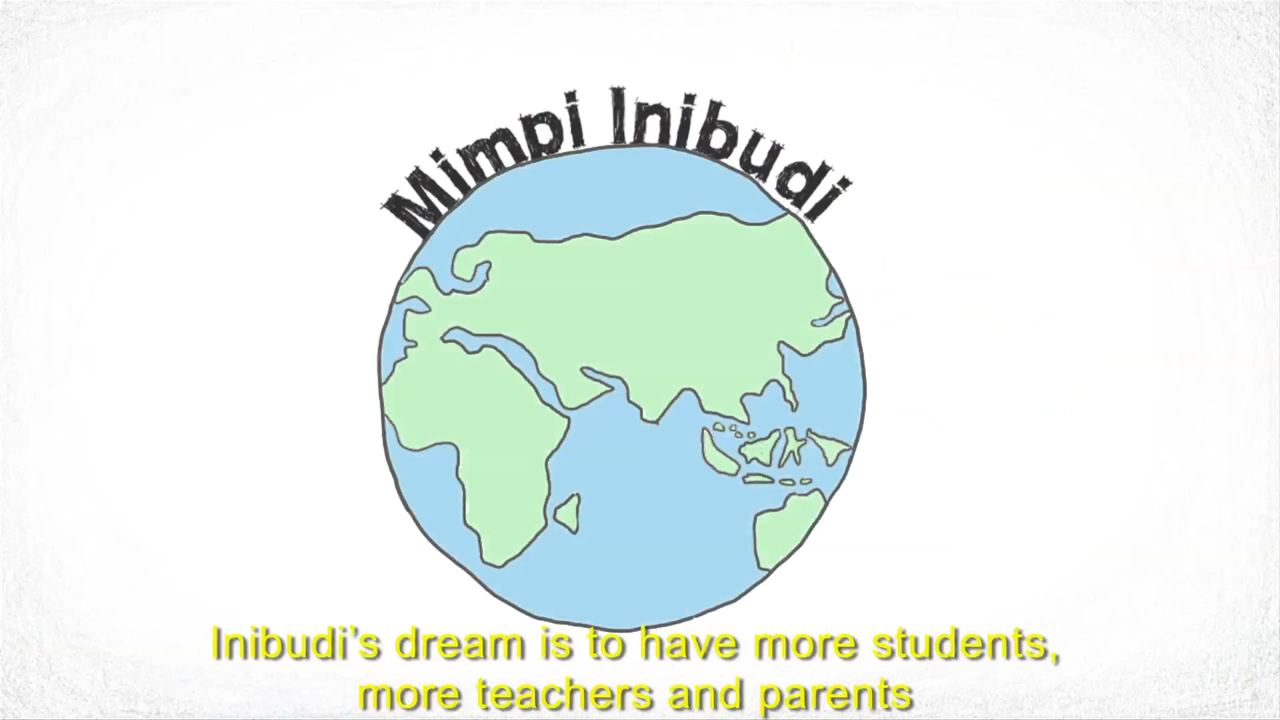 Mimpi Inibudi
Inibudi's dream is to have more students,
more teachers and parents